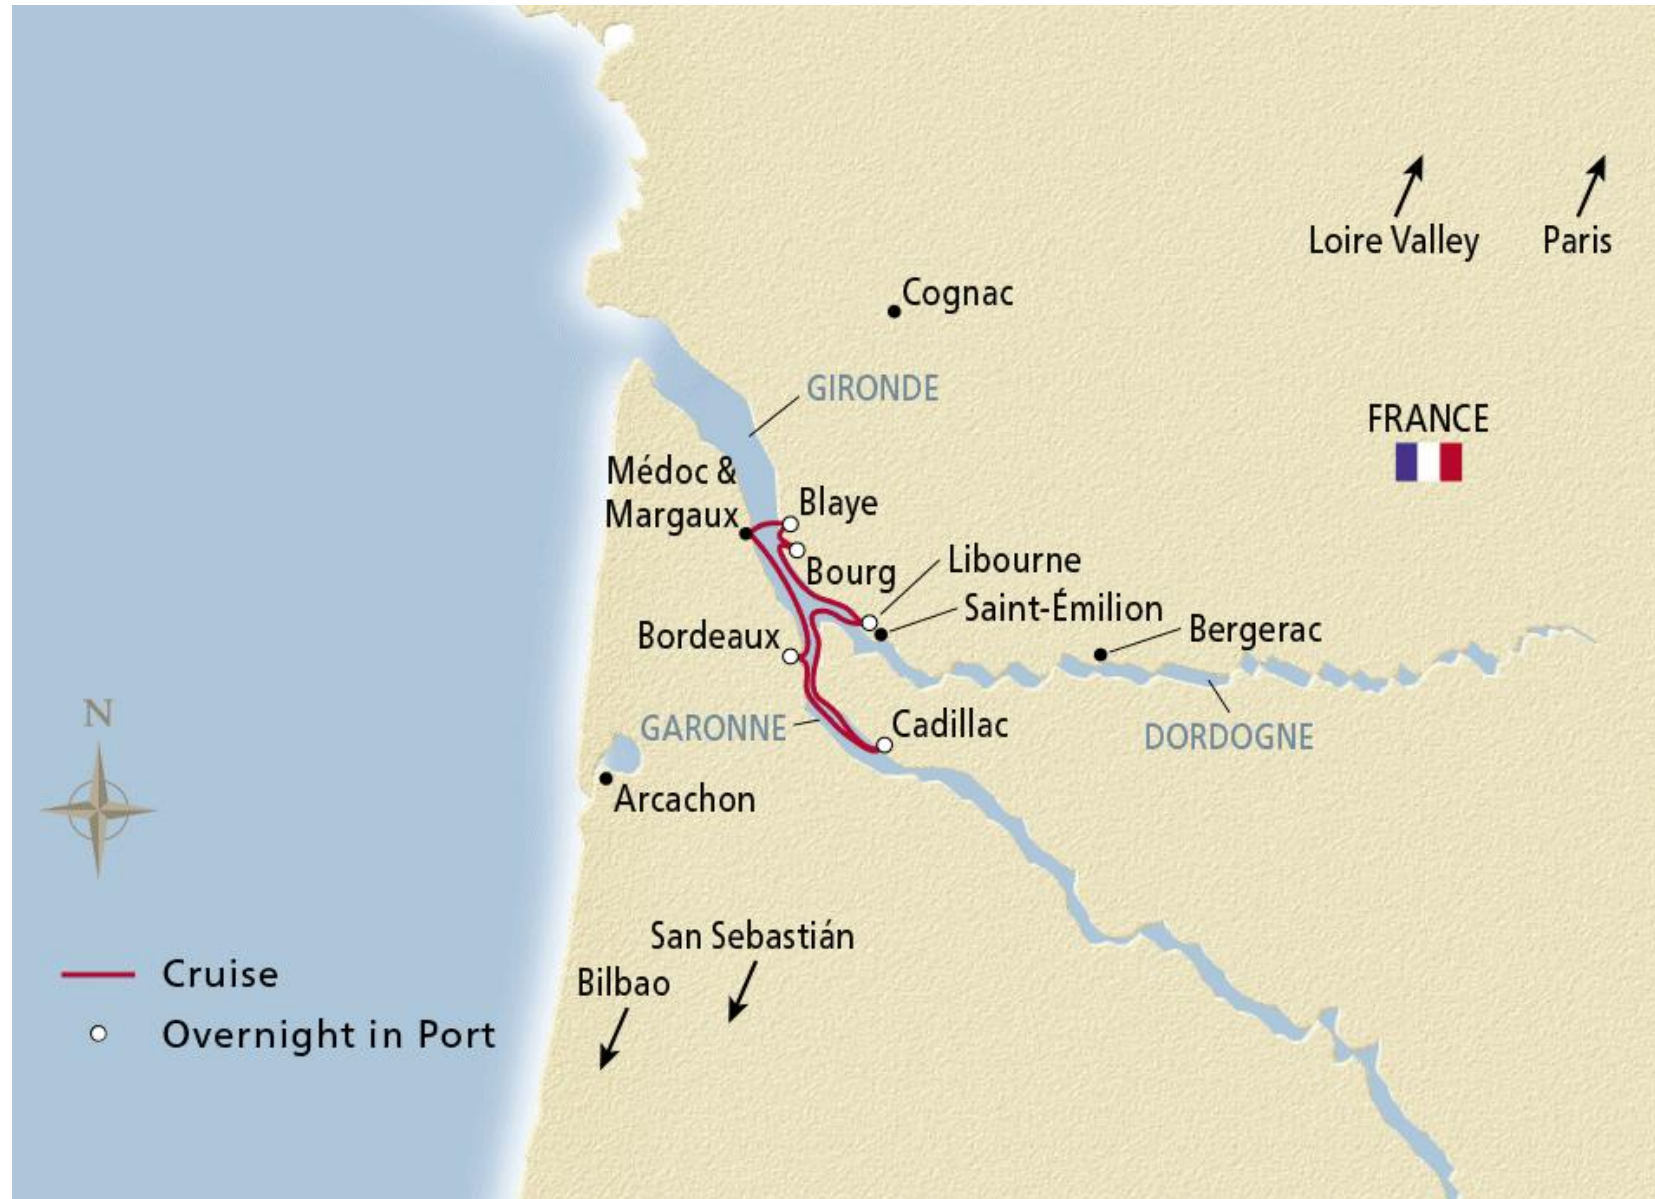 Loire Valley
Paris
Cognac
GIRONDE
FRANCE
Médoc &
Margaux
Blaye
Bourg
Libourne
Saint-Émilion
Bergerac
Bordeaux
GARONNE
Cadillac
DORDOGNE
N
Arcachon
San Sebastián
Bilbao
Cruise
Overnight in Port